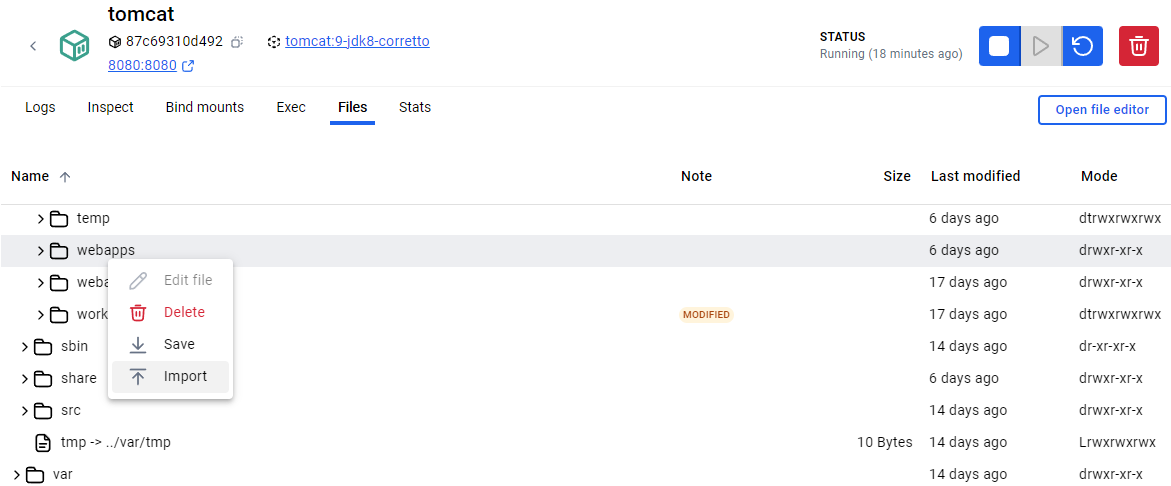 tomcat
87c69310d492 tomcat:9-jdk8-corretto
8080:8080
STATUS
Running (18 minutes ago)
Logs Inspect Bind mounts Exec Files Stats Open file editor
Name Note Size Last modified Mode
temp 6 days ago dtrwxrwxrwx
webapps 6 days ago drwxr-xr-x
weba 17 days ago drwxr-xr-x
work MODIFIED 17 days ago dtrwxrwxrwx
Edit file
Delete
Save
Import
sbin 14 days ago dr-xr-xr-x
share 6 days ago drwxr-xr-x
src 14 days ago drwxr-xr-x
tmp -> ../var/tmp 10 Bytes 14 days ago Lrwxrwxrwx
var 14 days ago drwxr-xr-x